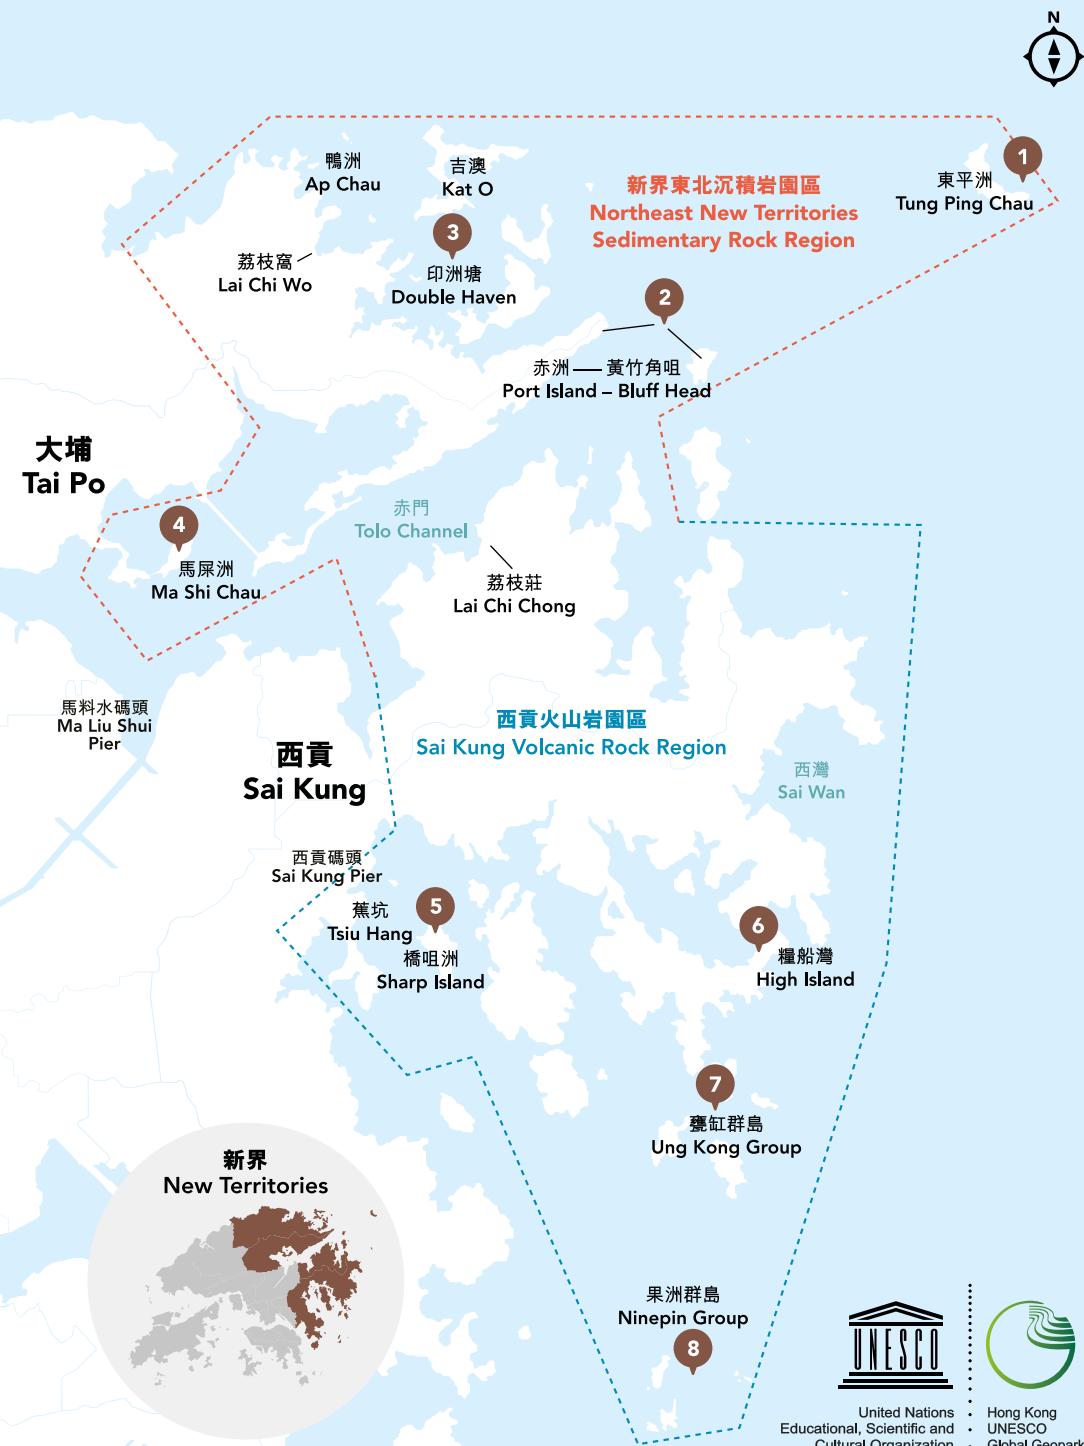 N
1
東平洲
Tung Ping Chau
鴨洲
Ap Chau
吉澳
Kat O
新界東北沉積岩園區
Northeast New Territories
Sedimentary Rock Region
3
印洲塘
Double Haven
荔枝窩
Lai Chi Wo
2
赤洲 — 黃竹角咀
Port Island – Bluff Head
大埔
Tai Po
4
馬屎洲
Ma Shi Chau
赤門
Tolo Channel
荔枝莊
Lai Chi Chong
馬料水碼頭
Ma Liu Shui
Pier
西貢
Sai Kung
西貢火山岩園區
Sai Kung Volcanic Rock Region
西灣
Sai Wan
西貢碼頭
Sai Kung Pier
蕉坑
Tsiu Hang
5
橋咀洲
Sharp Island
6
糧船灣
High Island
7
甕缸群島
Ung Kong Group
新界
New Territories
果洲群島
Ninepin Group
8
UNESCO
United Nations
Educational, Scientific and
Cultural Organization
Hong Kong
UNESCO
Global Geopark